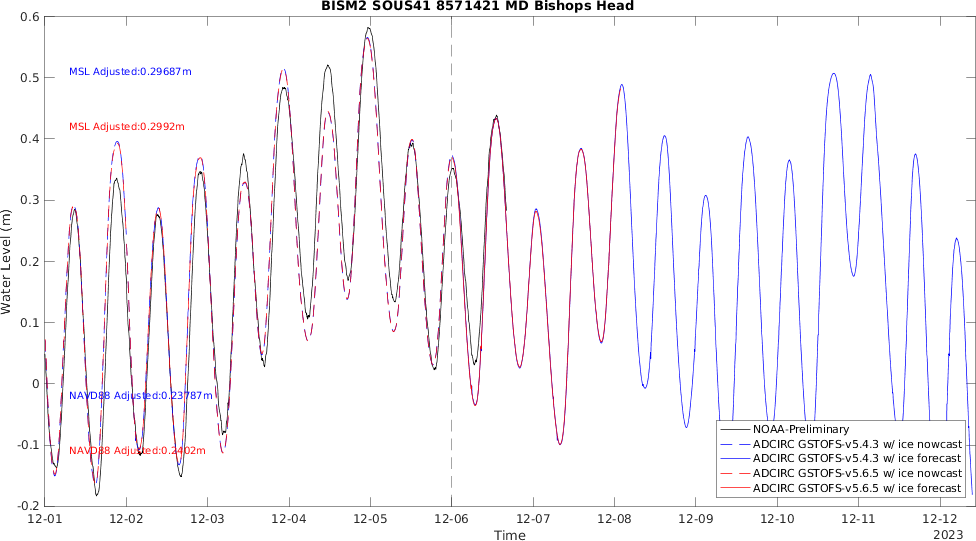 BISM2 SOUS41 8571421 MD Bishops Head
0.6
0.5
0.4
0.3
0.2
0.1
0
-0.1
-0.2
Water Level (m)
MSL Adjusted:0.29687m
MSL Adjusted:0.2992m
NAVD88 Adjusted:0.23787m
NAVD88 Adjusted:0.2402m
NOAA-Preliminary
ADCIRC GSTOFS-v5.4.3 w/ ice nowcast
ADCIRC GSTOFS-v5.4.3 w/ ice forecast
ADCIRC GSTOFS-v5.6.5 w/ ice nowcast
ADCIRC GSTOFS-v5.6.5 w/ ice forecast
12-01 12-02 12-03 12-04 12-05 12-06 12-07 12-08 12-09 12-10 12-11 12-12
2023
Time